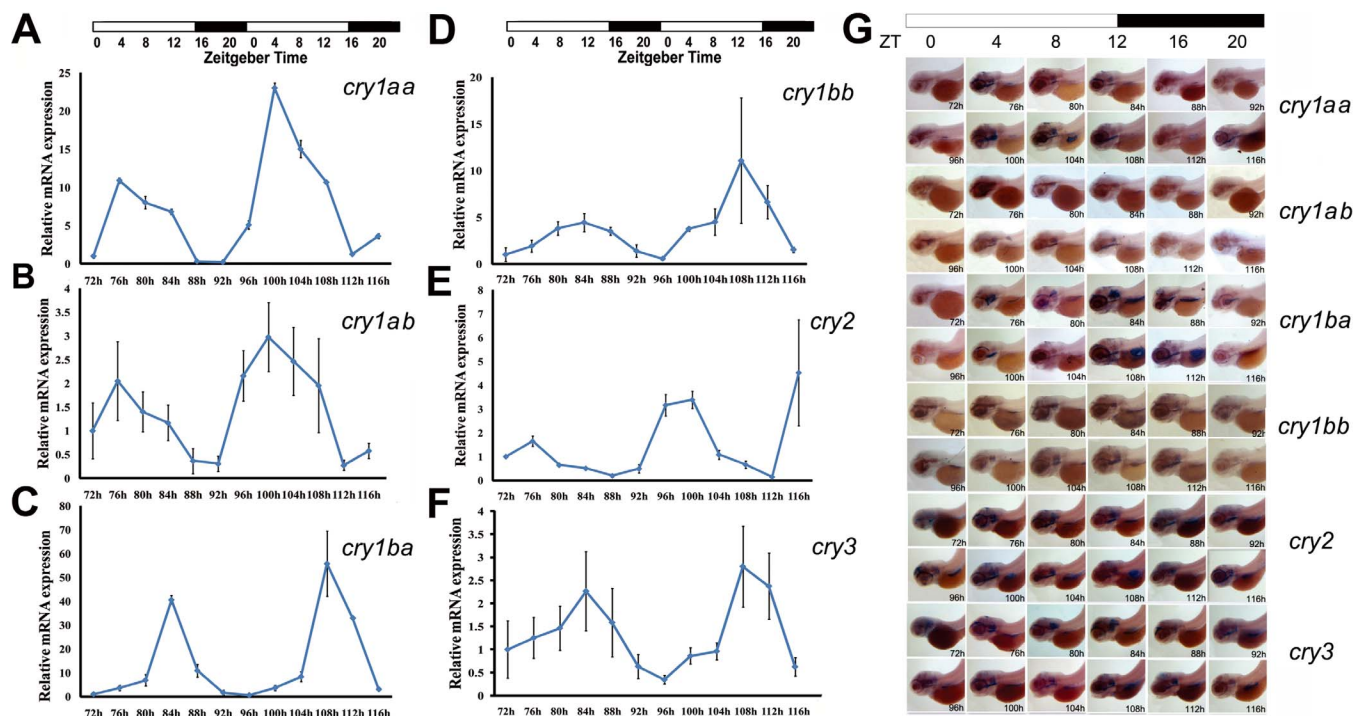 A
0 4 8 12 16 20 0 4 8 12 16 20
Zeitgeber Time
cry1aa
Relative mRNA expression
25
20
15
10
5
0
72h 76h 80h 84h 88h 92h 96h 100h 104h 108h 112h 116h
B
cry1ab
Relative mRNA expression
4
3.5
3
2.5
2
1.5
1
0.5
0
72h 76h 80h 84h 88h 92h 96h 100h 104h 108h 112h 116h
C
cry1ba
Relative mRNA expression
80
70
60
50
40
30
20
10
0
72h 76h 80h 84h 88h 92h 96h 100h 104h 108h 112h 116h
D
0 4 8 12 16 20 0 4 8 12 16 20
Zeitgeber Time
cry1bb
Relative mRNA expression
20
15
10
5
0
72h 76h 80h 84h 88h 92h 96h 100h 104h 108h 112h 116h
E
cry2
Relative mRNA expression
8
7
6
5
4
3
2
1
0
72h 76h 80h 84h 88h 92h 96h 100h 104h 108h 112h 116h
F
cry3
Relative mRNA expression
4
3.5
3
2.5
2
1.5
1
0.5
0
72h 76h 80h 84h 88h 92h 96h 100h 104h 108h 112h 116h
G
ZT 0 4 8 12 16 20
72h 76h 80h 84h 88h 92h
cry1aa
96h 100h 104h 108h 112h 116h
72h 76h 80h 84h 88h 92h
cry1ab
96h 100h 104h 108h 112h 116h
72h 76h 80h 84h 88h 92h
cry1ba
96h 100h 104h 108h 112h 116h
72h 76h 80h 84h 88h 92h
cry1bb
96h 100h 104h 108h 112h 116h
72h 76h 80h 84h 88h 92h
cry2
96h 100h 104h 108h 112h 116h
72h 76h 80h 84h 88h 92h
cry3
96h 100h 104h 108h 112h 116h